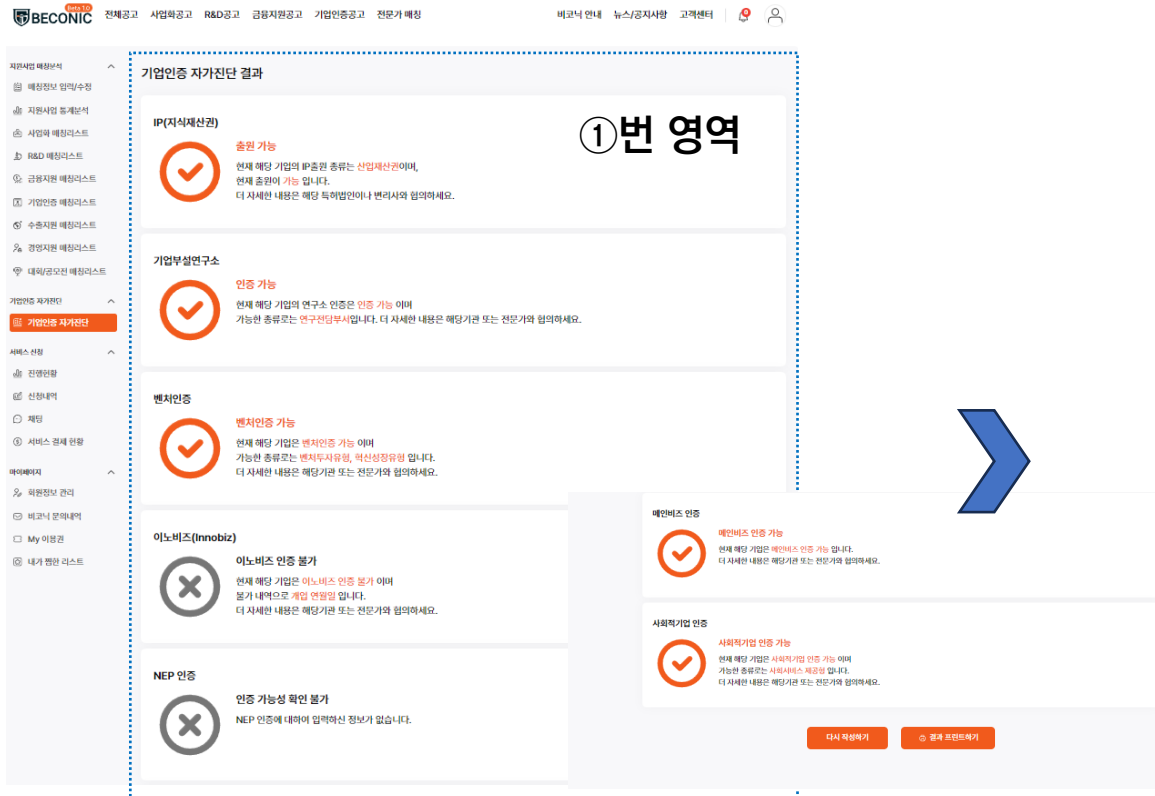 BECONIC Beta 1.0
전체공고 사업화공고 R&D공고 금융지원공고 기업인증공고 전문가 매칭
비코닉 안내 뉴스/공지사항 고객센터
지원사업 매칭분석
매칭정보 입력/수정
지원사업 통계분석
사업화 매칭리스트
R&D 매칭리스트
금융지원 매칭리스트
기업인증 매칭리스트
수출지원 매칭리스트
경영지원 매칭리스트
대회/공모전 매칭리스트
기업인증 자가진단
기업인증 자가진단
서비스 신청
진행현황
신청내역
채팅
서비스 결제 현황
마이페이지
회원정보 관리
비코닉 문의내역
My 이용권
내가 찜한 리스트
기업인증 자가진단 결과
①번 영역
IP(지식재산권)
출원 가능
현재 해당 기업의 IP출원 종류는 산업재산권이며,
현재 출원이 가능 입니다.
더 자세한 내용은 해당 특허법인이나 변리사와 협의하세요.
기업부설연구소
인증 가능
현재 해당 기업의 연구소 인증은 인증 가능 이며
가능한 종류로는 연구전담부서입니다. 더 자세한 내용은 해당기관 또는 전문가와 협의하세요.
벤처인증
벤처인증 가능
현재 해당 기업은 벤처인증 가능 이며
가능한 종류로는 벤처투자유형, 혁신성장유형 입니다.
더 자세한 내용은 해당기관 또는 전문가와 협의하세요.
이노비즈(Innobiz)
이노비즈 인증 불가
현재 해당 기업은 이노비즈 인증 불가 이며
불가 내역으로 개업 연월일 입니다.
더 자세한 내용은 해당기관 또는 전문가와 협의하세요.
NEP 인증
인증 가능성 확인 불가
NEP 인증에 대하여 입력하신 정보가 없습니다.
메인비즈 인증
메인비즈 인증 가능
현재 해당 기업은 메인비즈 인증 가능 입니다.
더 자세한 내용은 해당기관 또는 전문가와 협의하세요.
사회적기업 인증
사회적기업 인증 가능
현재 해당 기업은 사회적기업 인증 가능 이며
가능한 종류로는 사회서비스 제공형 입니다.
더 자세한 내용은 해당기관 또는 전문가와 협의하세요.
다시 작성하기 결과 프린트하기